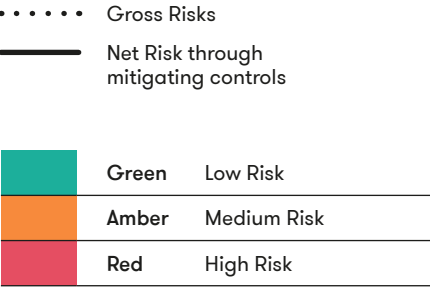 Gross Risks
Net Risk through
mitigating controls
Green Low Risk
Amber Medium Risk
Red High Risk